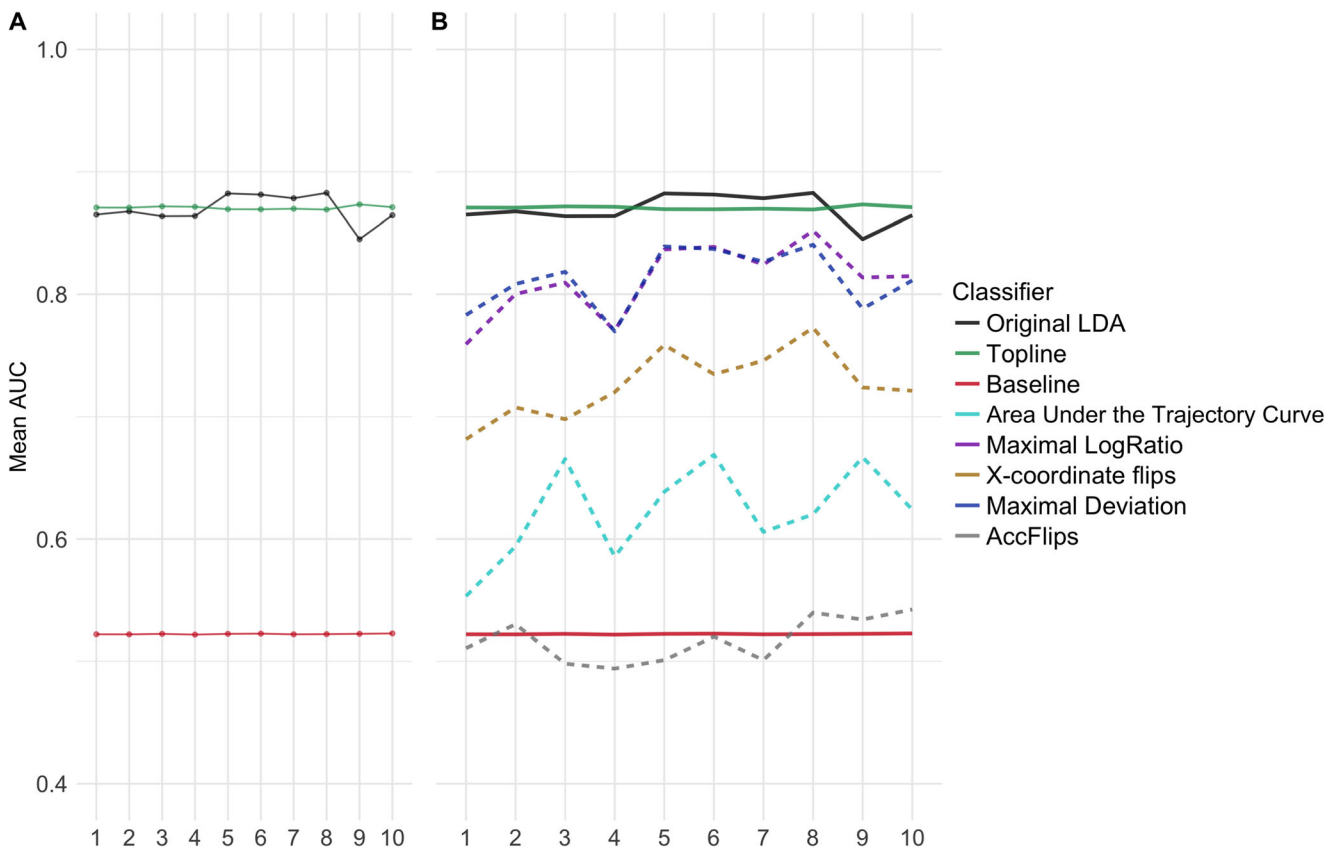 A
B
1.0
0.8
0.6
0.4
Mean AUC
1 2 3 4 5 6 7 8 9 10
1 2 3 4 5 6 7 8 9 10
Classifier
Original LDA
Topline
Baseline
Area Under the Trajectory Curve
Maximal LogRatio
X-coordinate flips
Maximal Deviation
AccFlips